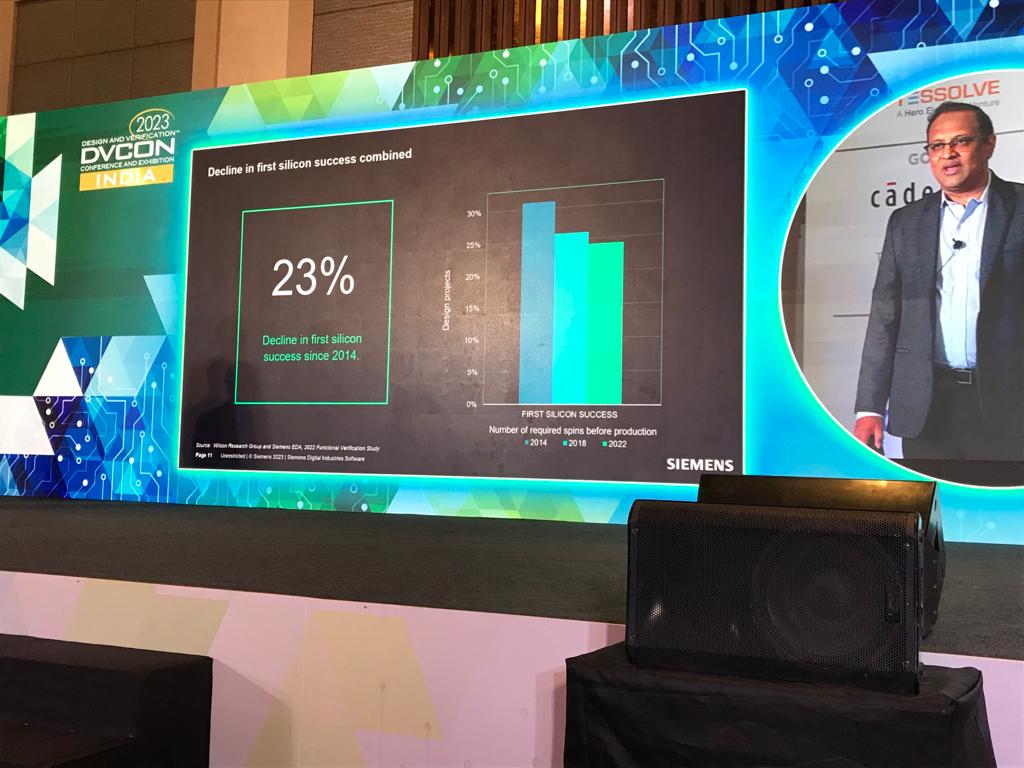 2023
DESIGN AND VERIFICATION™
DVCON
CONFERENCE AND EXHIBITION
INDIA
Decline in first silicon success combined
23%
Decline in first silicon
success since 2014.
Design projects
30%
25%
20%
15%
10%
5%
0%
FIRST SILICON SUCCESS
Number of required spins before production
2014 2018 2022
Source: Wilson Research Group and Siemens EDA, 2022 Functional Verification Study
Page 11 Unrestricted | © Siemens 2023 | Siemens Digital Industries Software
SIEMENS
ESSOLVE
A Hero